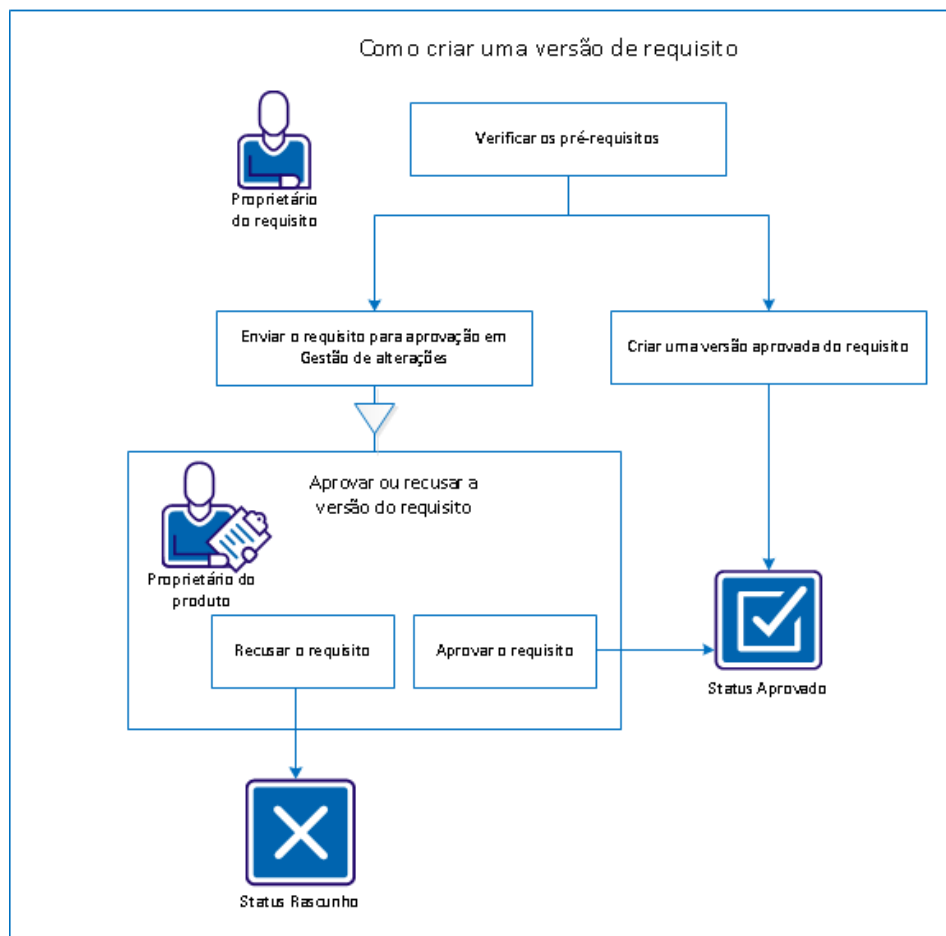 Como criar uma versão de requisito
Verificar os pré-requisitos
Proprietário
do requisito
Enviar o requisito para aprovação em
Gestão de alterações
Criar uma versão aprovada do requisito
Aprovar ou recusar a
versão do requisito
Proprietário do
produto
Recusar o requisito
Aprovar o requisito
Status Aprovado
Status Rascunho